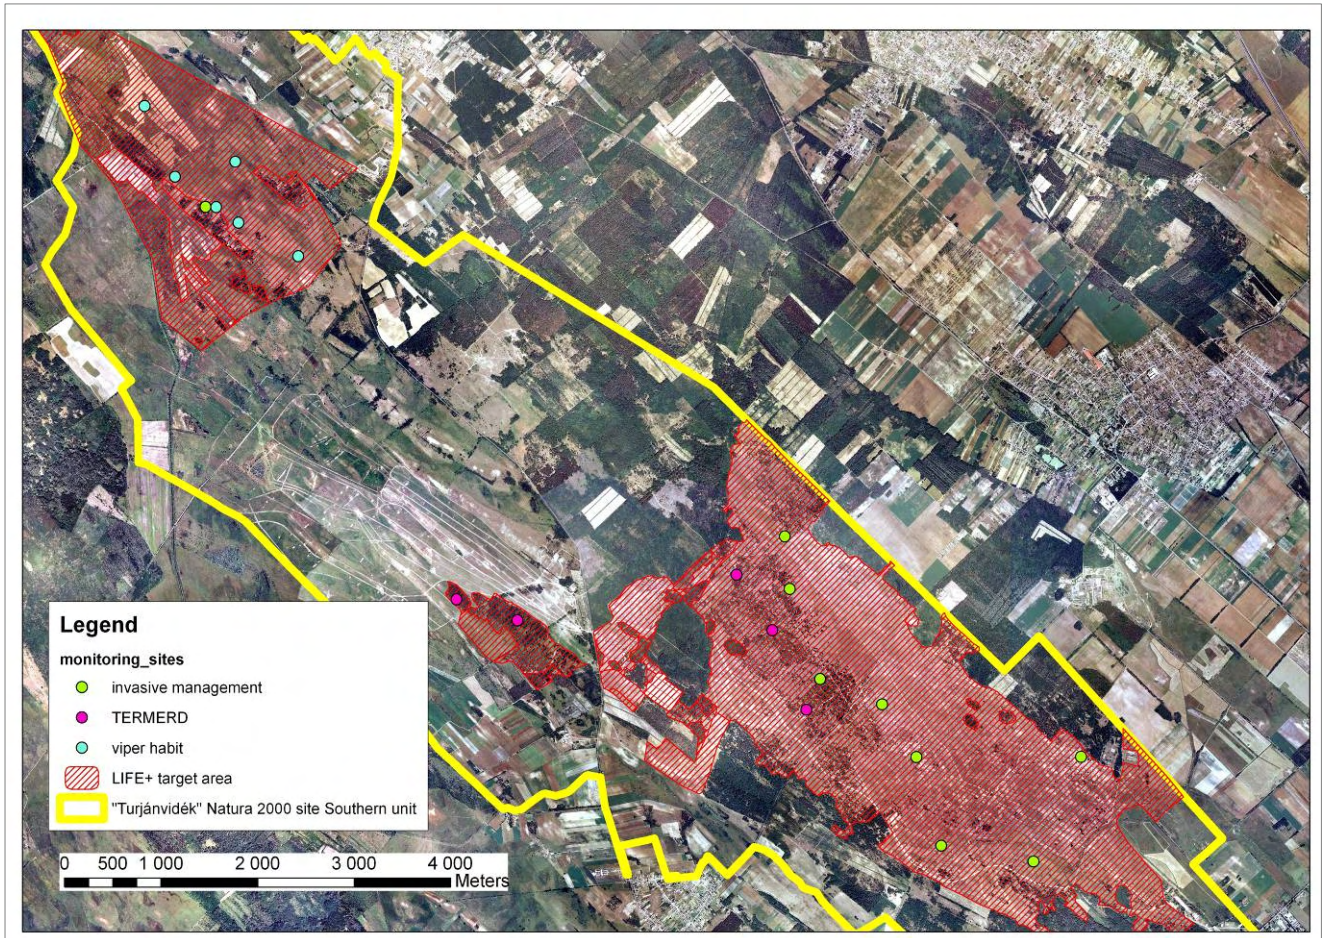 Legend
monitoring_sites
invasive management
TERMERD
viper habit
LIFE+ target area
"Turjánvidék" Natura 2000 site Southern unit
0 500 1 000 2 000 3 000 4 000
Meters